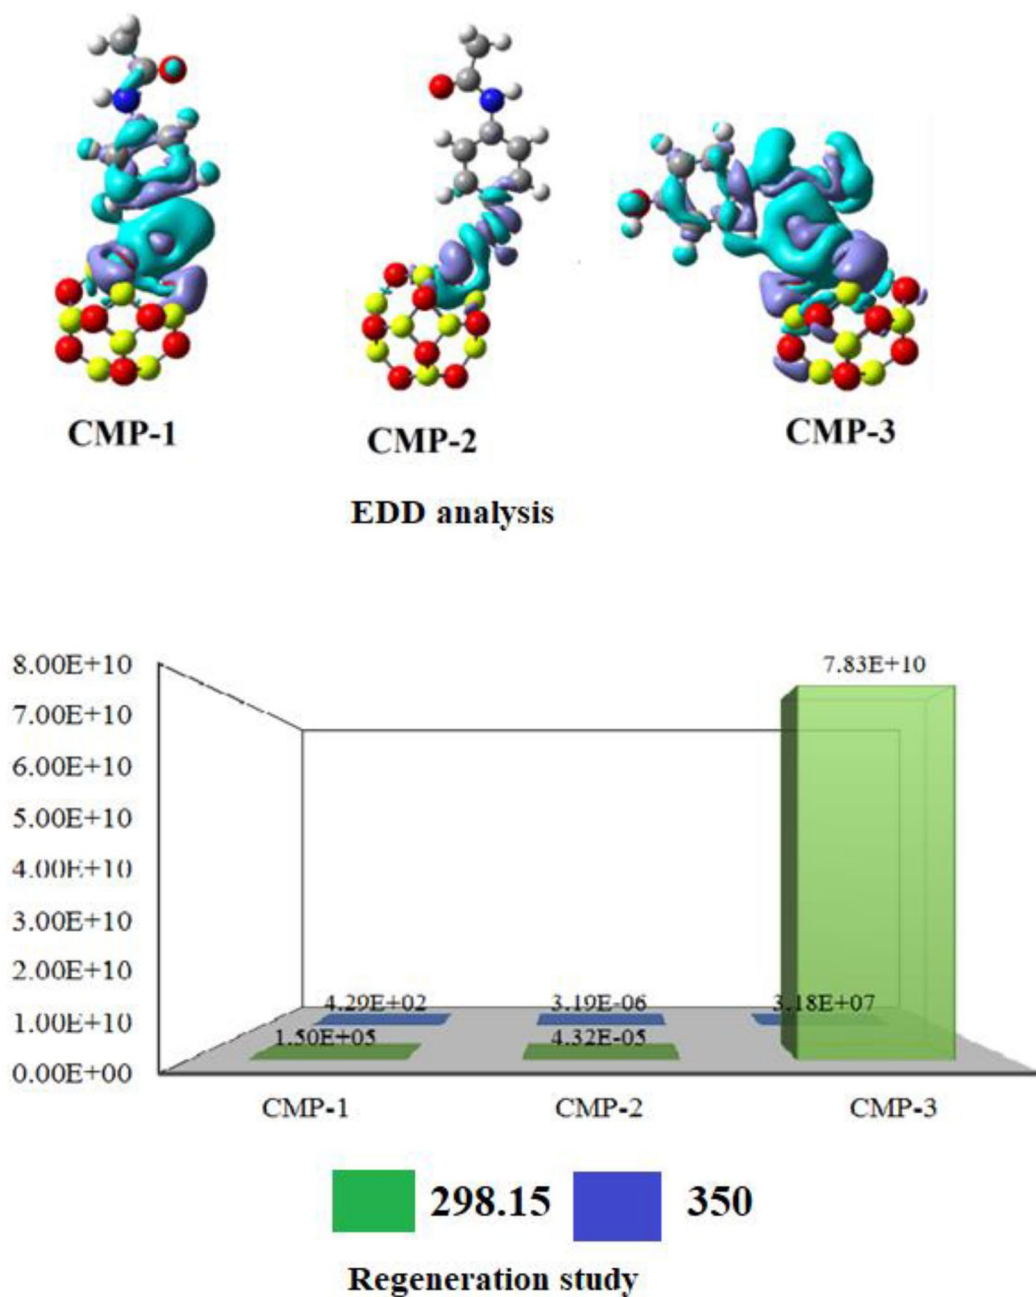 CMP-1
CMP-2
CMP-3
EDD analysis
8.00E+10
7.00E+10
6.00E+10
5.00E+10
4.00E+10
3.00E+10
2.00E+10
1.00E+10
0.00E+00
7.83E+10
4.29E+02
3.19E-06
3.18E+07
1.50E+05
4.32E-05
CMP-1
CMP-2
CMP-3
298.15
350
Regeneration study